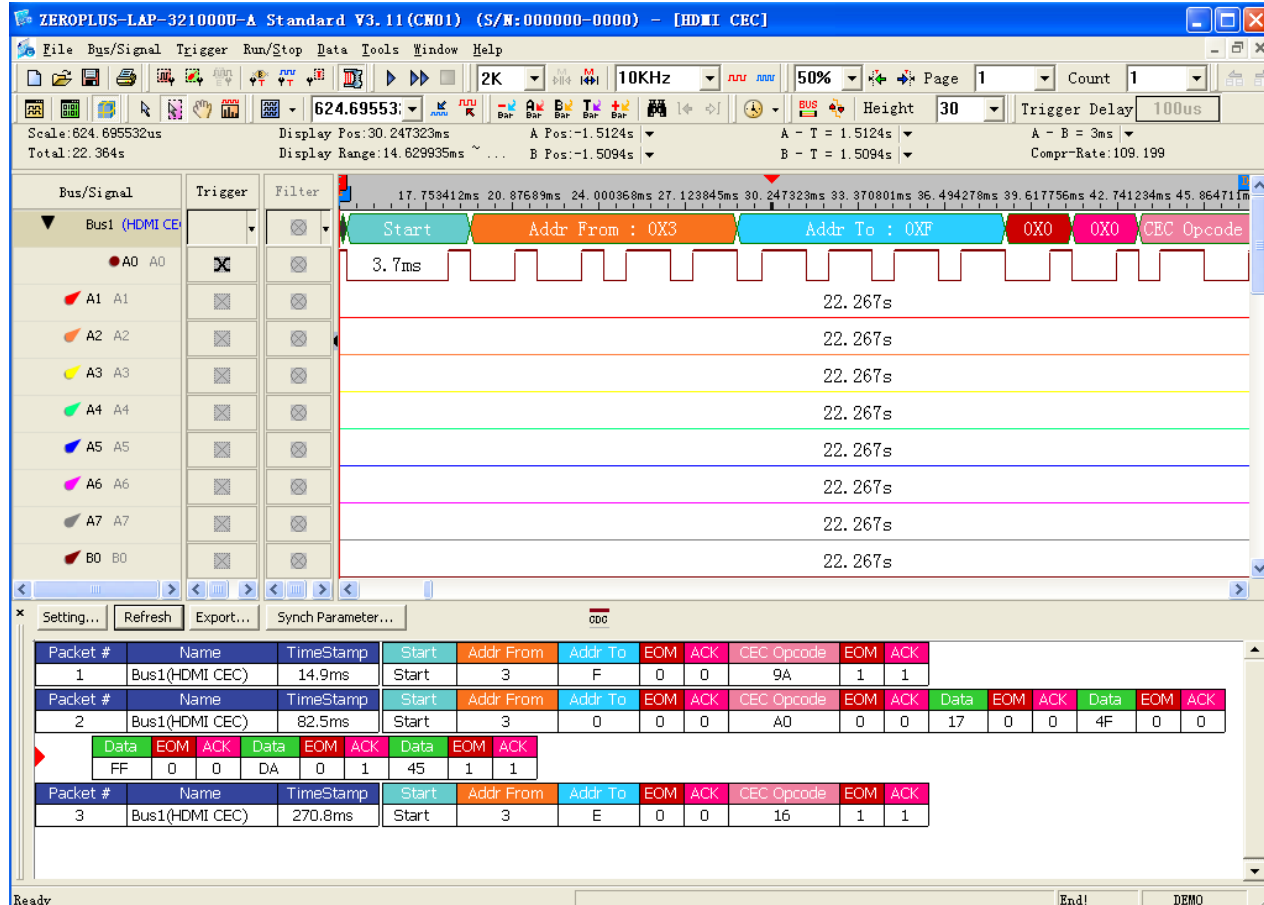 ZEROPLUS-LAP-321000U-A Standard V3.11(CN01) (S/N:000000-0000) - [HDMI CEC]
File Bus/Signal Trigger Run/Stop Data Tools Window Help
2K 10KHz 50% Page 1 Count 1
624.69553: Bar Bar Bar Bar Bar BUS Height 30 Trigger Delay 100us
Scale:624.695532us Display Pos:30.247323ms A Pos:-1.5124s A - T = 1.5124s A - B = 3ms
Total:22.364s Display Range:14.629935ms ~ ... B Pos:-1.5094s B - T = 1.5094s Compr-Rate:109.199
Bus/Signal Trigger Filter 17.753412ms 20.87689ms 24.000368ms 27.123845ms 30.247323ms 33.370801ms 36.494278ms 39.617756ms 42.741234ms 45.864711m
Bus1 (HDMI CE Start Addr From : 0X3 Addr To : 0XF 0X0 0X0 CEC Opcode
A0 A0 3.7ms
A1 A1 22.267s
A2 A2 22.267s
A3 A3 22.267s
A4 A4 22.267s
A5 A5 22.267s
A6 A6 22.267s
A7 A7 22.267s
B0 B0 22.267s
Setting... Refresh Export... Synch Parameter... CDC
Packet # Name TimeStamp Start Addr From Addr To EOM ACK CEC Opcode EOM ACK
1 Bus1(HDMI CEC) 14.9ms Start 3 F 0 0 9A 1 1
Packet # Name TimeStamp Start Addr From Addr To EOM ACK CEC Opcode EOM ACK Data EOM ACK Data EOM ACK
2 Bus1(HDMI CEC) 82.5ms Start 3 0 0 0 A0 0 0 17 0 0 4F 0 0
Data EOM ACK Data EOM ACK Data EOM ACK
FF 0 0 DA 0 1 45 1 1
Packet # Name TimeStamp Start Addr From Addr To EOM ACK CEC Opcode EOM ACK
3 Bus1(HDMI CEC) 270.8ms Start 3 E 0 0 16 1 1
Ready End! DEMO